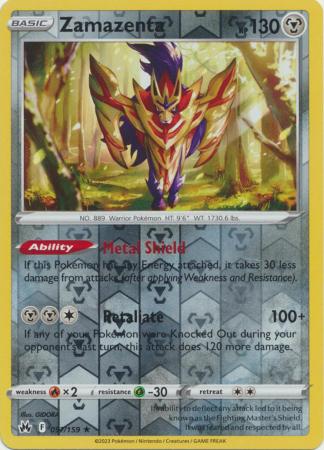 BASIC Zamazenta 130
NO. 889 Warrior Pokémon HT: 9'6" WT: 1730.6 lbs.
Ability Metal Shield
If this Pokémon has any Energy attached, it takes 30 less
damage from attacks (after applying Weakness and Resistance).
Retaliate 100+
If any of your Pokémon were Knocked Out during your
opponent's last turn, this attack does 120 more damage.
weakness ×2 resistance -30 retreat
Illus. GIDORA
F 097/159 ★
Its ability to deflect any attack led to it being
known as the Fighting Master's Shield.
It was feared and respected by all.
©2023 Pokémon / Nintendo / Creatures / GAME FREAK